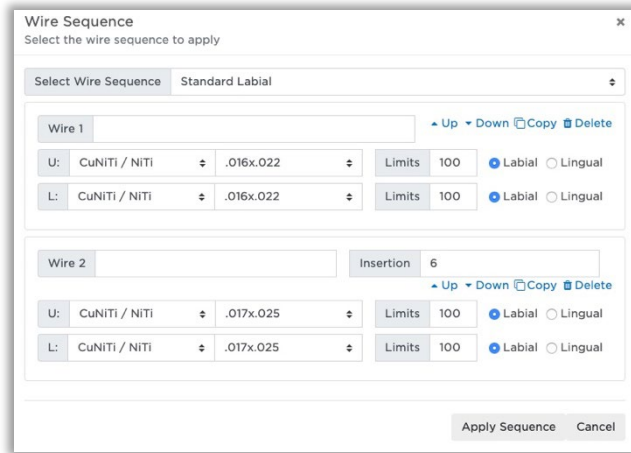 Wire Sequence ×
Select the wire sequence to apply
Select Wire Sequence Standard Labial
Wire 1 Up Down Copy Delete
U: CuNiTi / NiTi .016x.022 Limits 100 Labial Lingual
L: CuNiTi / NiTi .016x.022 Limits 100 Labial Lingual
Wire 2 Insertion 6
Up Down Copy Delete
U: CuNiTi / NiTi .017x.025 Limits 100 Labial Lingual
L: CuNiTi / NiTi .017x.025 Limits 100 Labial Lingual
Apply Sequence Cancel